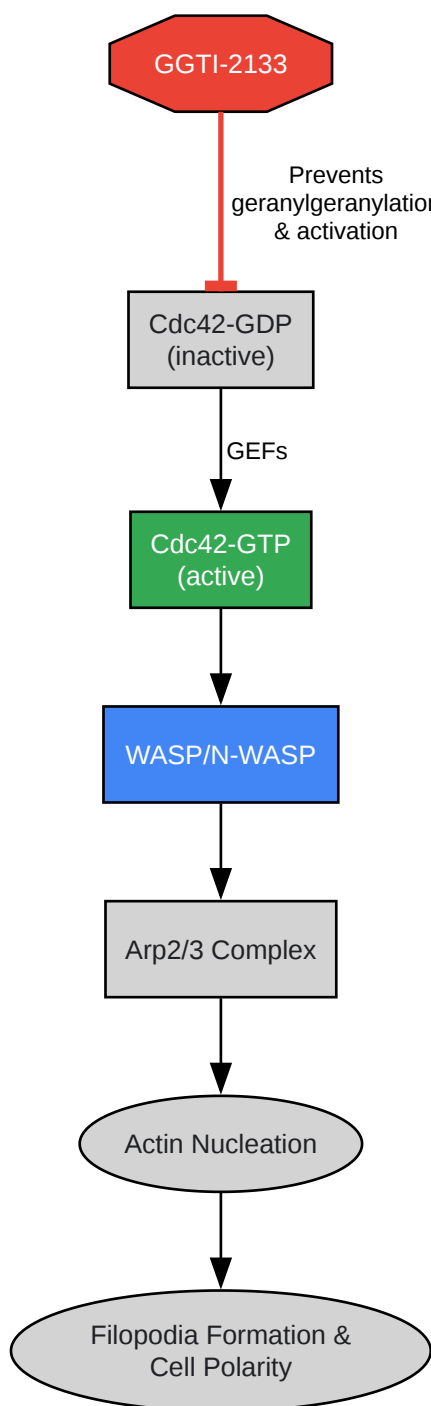 GGTI-2133
Prevents
geranylgeranylation
& activation
Cdc42-GDP
(inactive)
GEFs
Cdc42-GTP
(active)
WASP/N-WASP
Arp2/3 Complex
Actin Nucleation
Filopodia Formation &
Cell Polarity